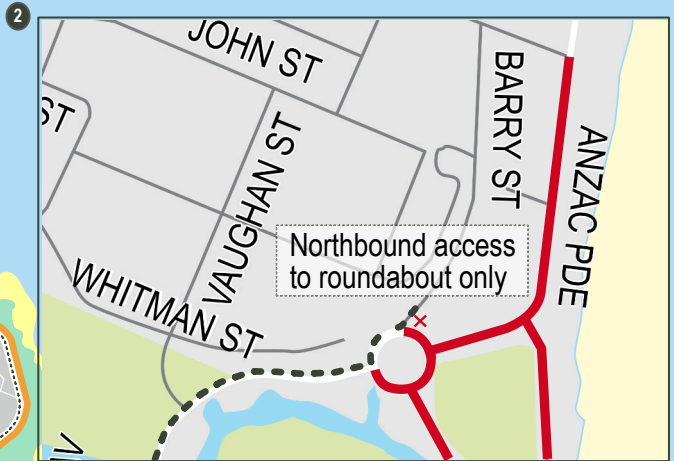 2
JOHN ST
ST
BARRY ST
VAUGHAN ST
ANZAC PDE
Northbound access
to roundabout only
WHITMAN ST